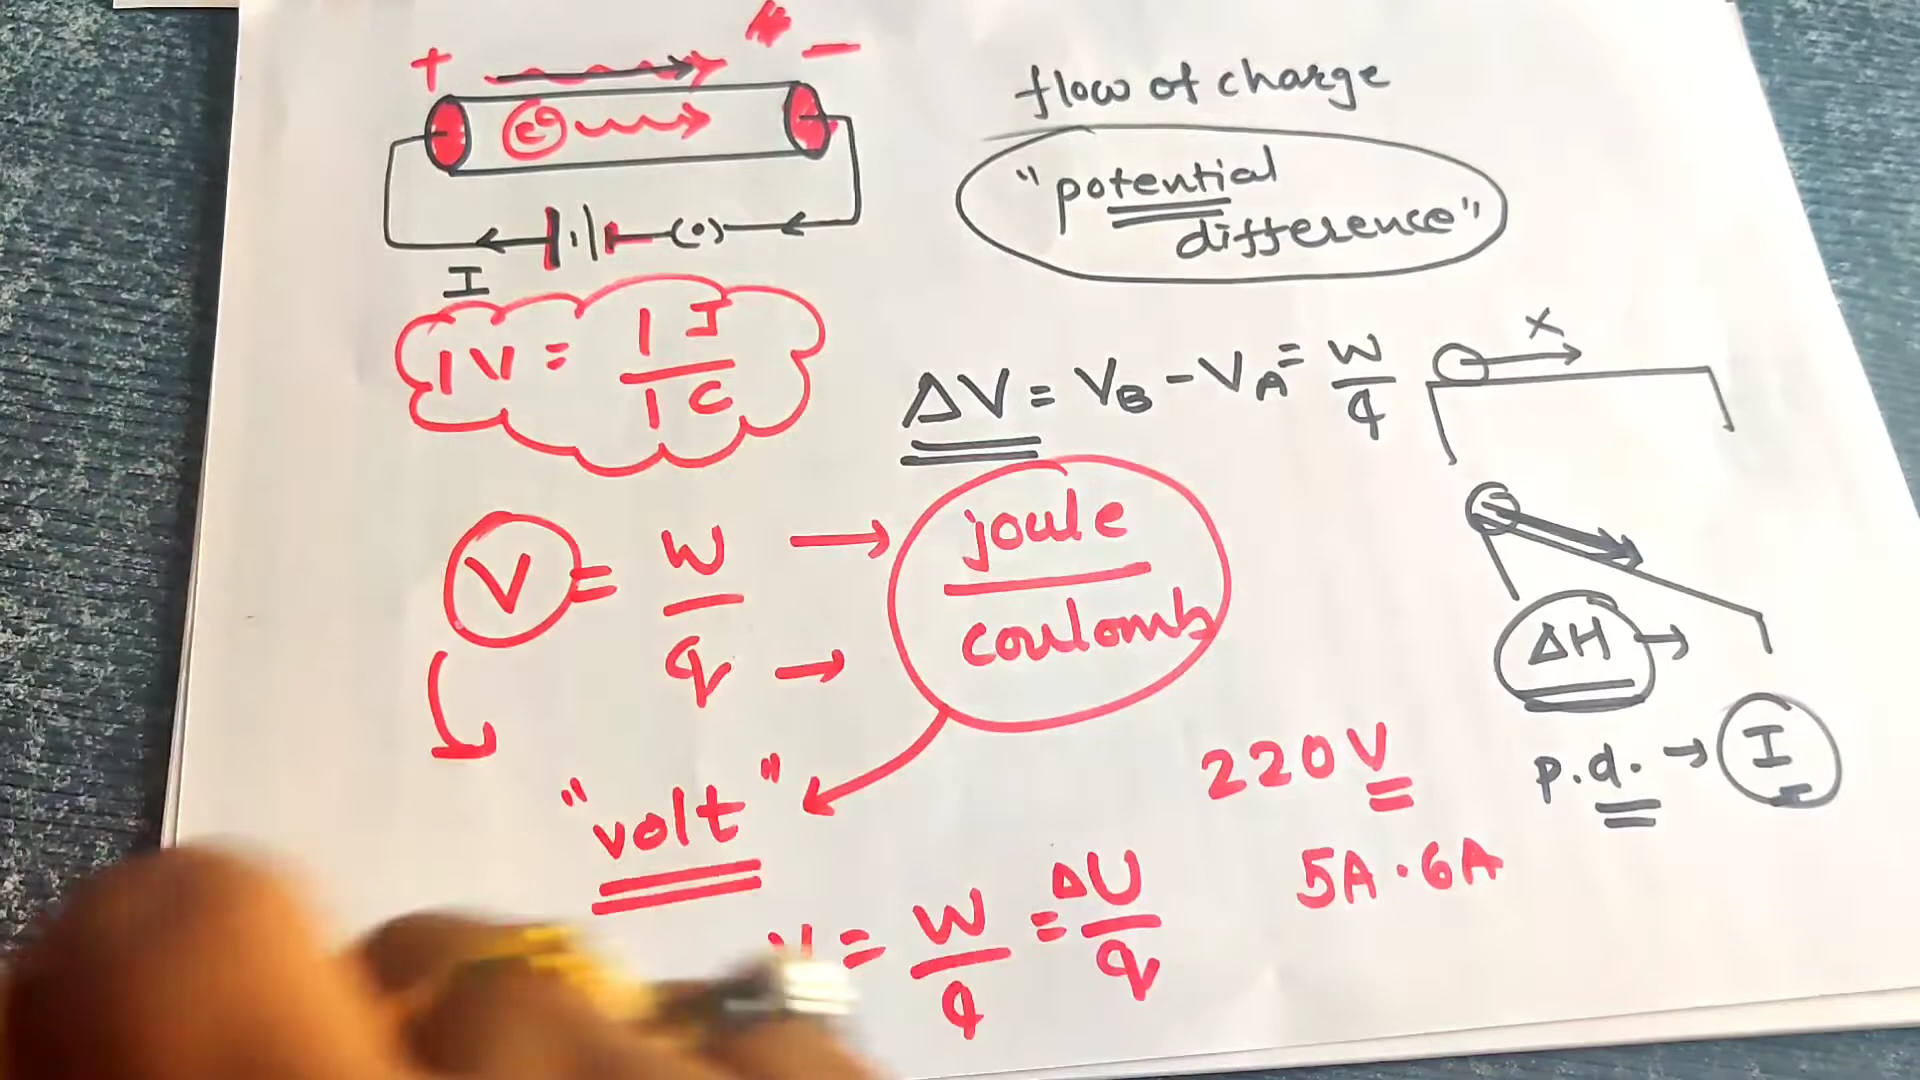 + −
flow of charge
"potential
difference"
I
1V = 1J / 1C
ΔV = VB - VA = W / q
x
V = W / q → joule / coulomb
ΔH →
p.d. → I
220V
"volt"
5A . 6A
V = W / q = ΔU / q